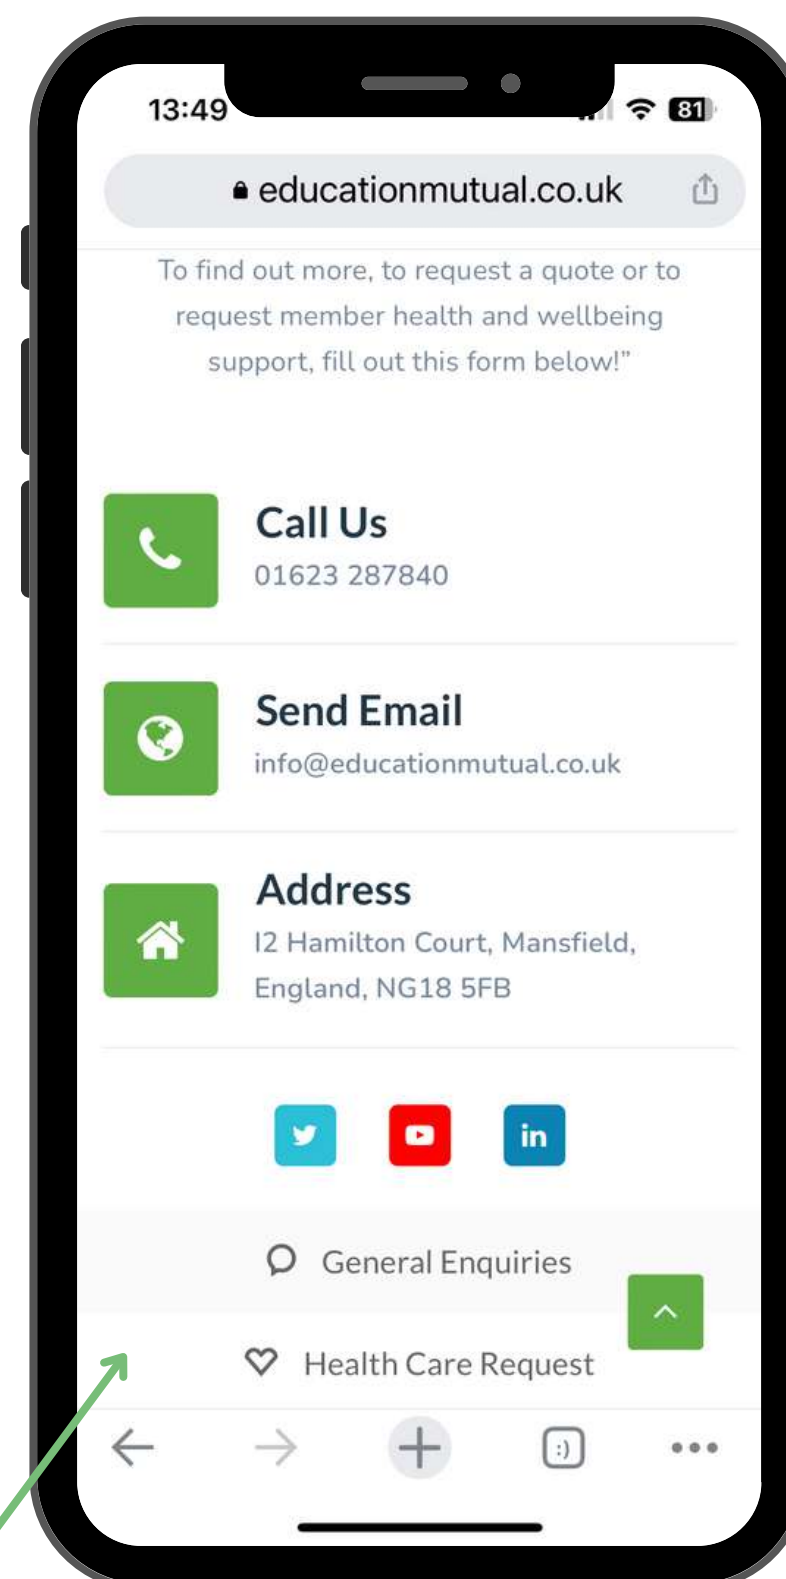 13:49
81
educationmutual.co.uk
To find out more, to request a quote or to
request member health and wellbeing
support, fill out this form below!”
Call Us
01623 287840
Send Email
info@educationmutual.co.uk
Address
I2 Hamilton Court, Mansfield,
England, NG18 5FB
in
General Enquiries
Health Care Request
:)